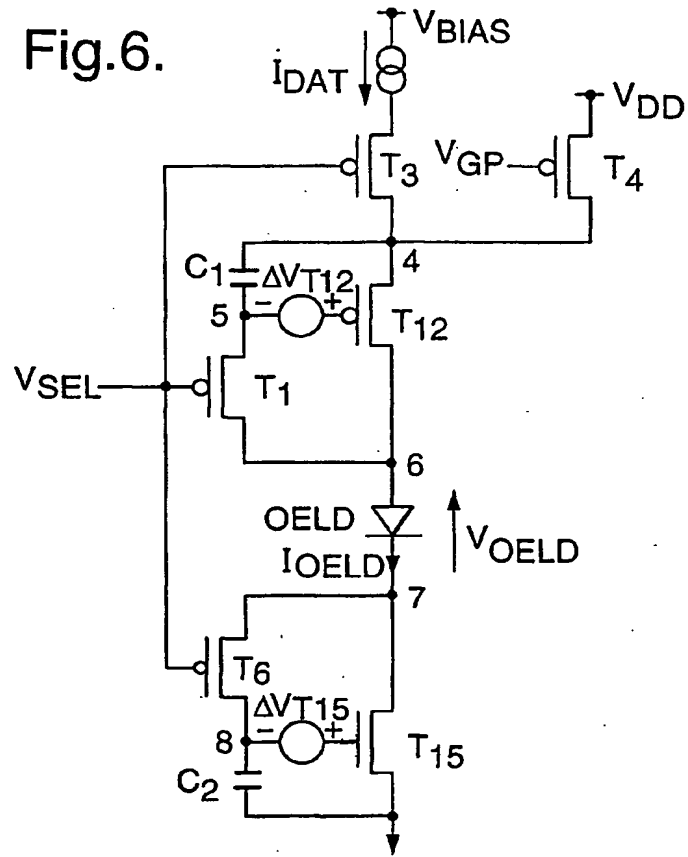 Fig.6.
VBIAS
IDAT
VDD
T3
VGP
T4
4
C1
ΔVT12
5
−
+
T12
VSEL
T1
6
OELD
IOELD
VOELD
7
T6
ΔVT15
8
−
+
T15
C2